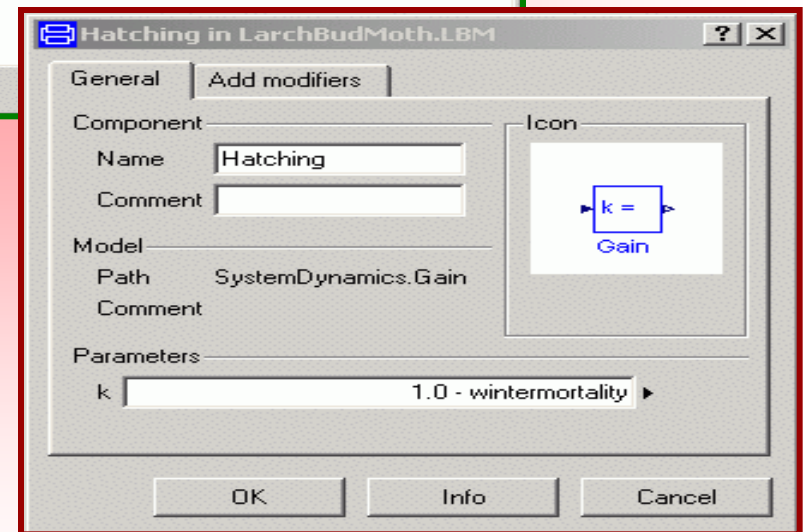 Hatching in LarchBudMoth.LBM
General Add modifiers
Component
Name Hatching
Comment
Icon
k =
Gain
Model
Path SystemDynamics.Gain
Comment
Parameters
k 1.0 - wintermortality
OK Info Cancel